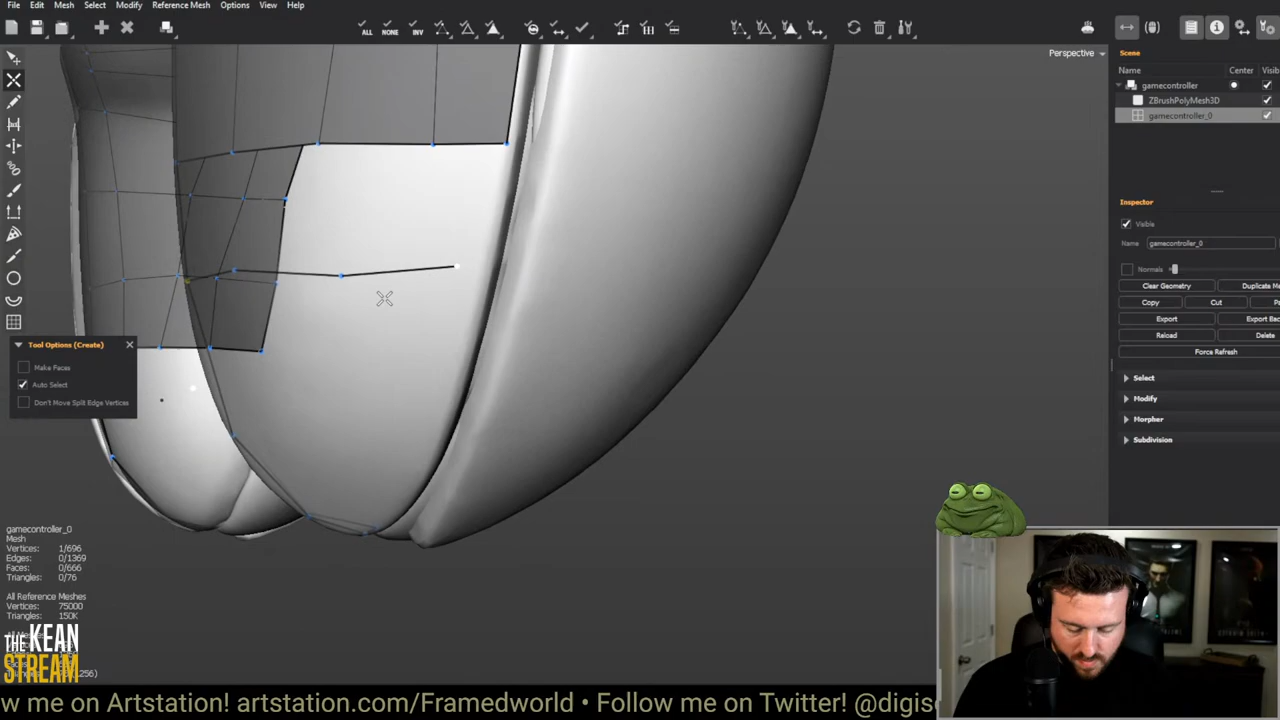 File Edit Mesh Select Modify Reference Mesh Options View Help
ALL NONE INV
Perspective
Scene
Name Center Visib
gamecontroller
ZBrushPolyMesh3D
gamecontroller_0
Inspector
Visible
Name gamecontroller_0
Normals
Clear Geometry Duplicate Me
Copy Cut Pa
Export Export Bac
Reload Delete
Force Refresh
Select
Modify
Morpher
Subdivision
Tool Options (Create)
Make Faces
Auto Select
Don't Move Split Edge Vertices
gamecontroller_0
Mesh
Vertices: 1/696
Edges: 0/1369
Faces: 0/666
Triangles: 0/76
All Reference Meshes
Vertices: 75000
Triangles: 150K
THE KEAN
STREAM
w me on Artstation! artstation.com/Framedworld • Follow me on Twitter! @digis